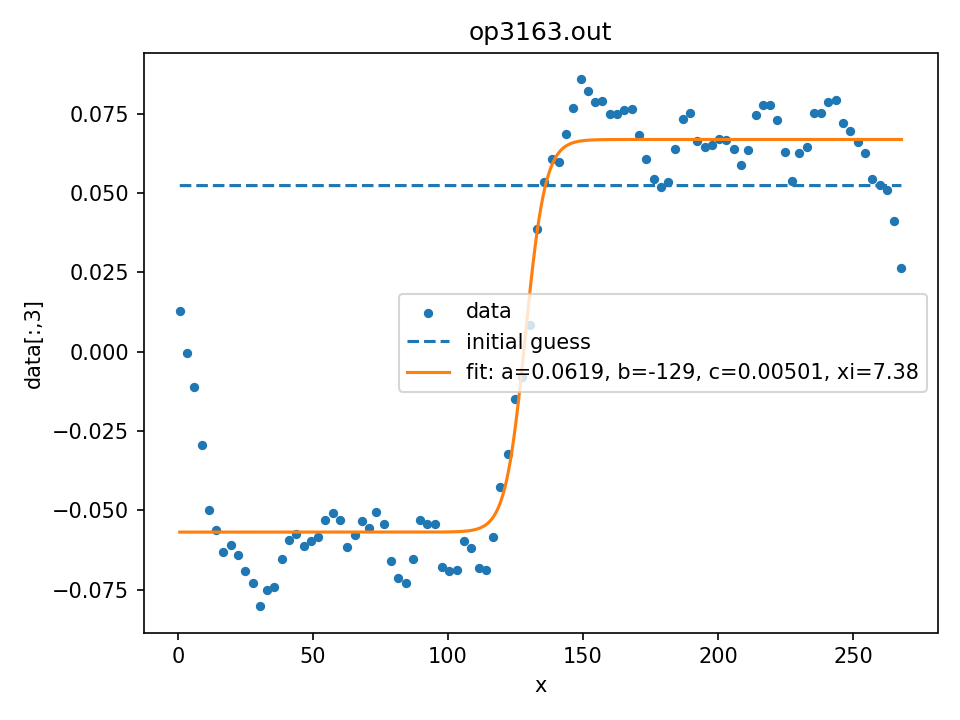 op3163.out
data[:,3]
0.075
0.050
0.025
0.000
−0.025
−0.050
−0.075
data
initial guess
fit: a=0.0619, b=-129, c=0.00501, xi=7.38
0 50 100 150 200 250
x